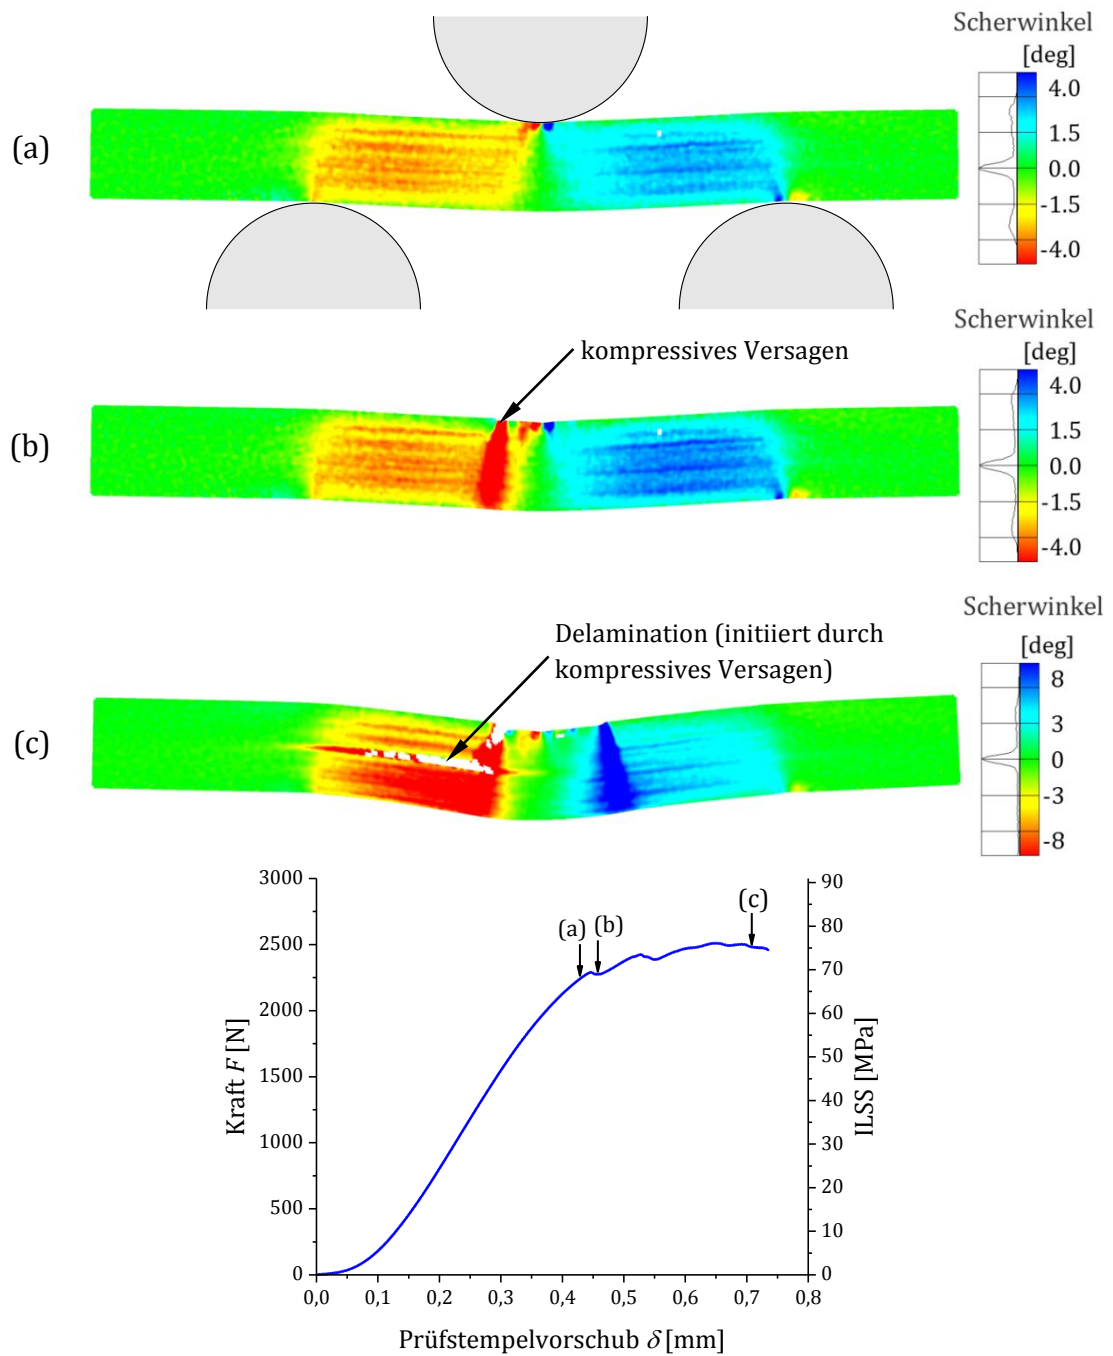 Scherwinkel
[deg]
4.0
1.5
0.0
-1.5
-4.0
(a)
Scherwinkel
[deg]
4.0
1.5
0.0
-1.5
-4.0
kompressives Versagen
(b)
Scherwinkel
[deg]
8
3
0
-3
-8
Delamination (initiiert durch
kompressives Versagen)
(c)
3000
2500
2000
1500
1000
500
0
Kraft F [N]
(a)
(b)
(c)
90
80
70
60
50
40
30
20
10
0
ILSS [MPa]
0,0 0,1 0,2 0,3 0,4 0,5 0,6 0,7 0,8
Prüfstempelvorschub δ [mm]